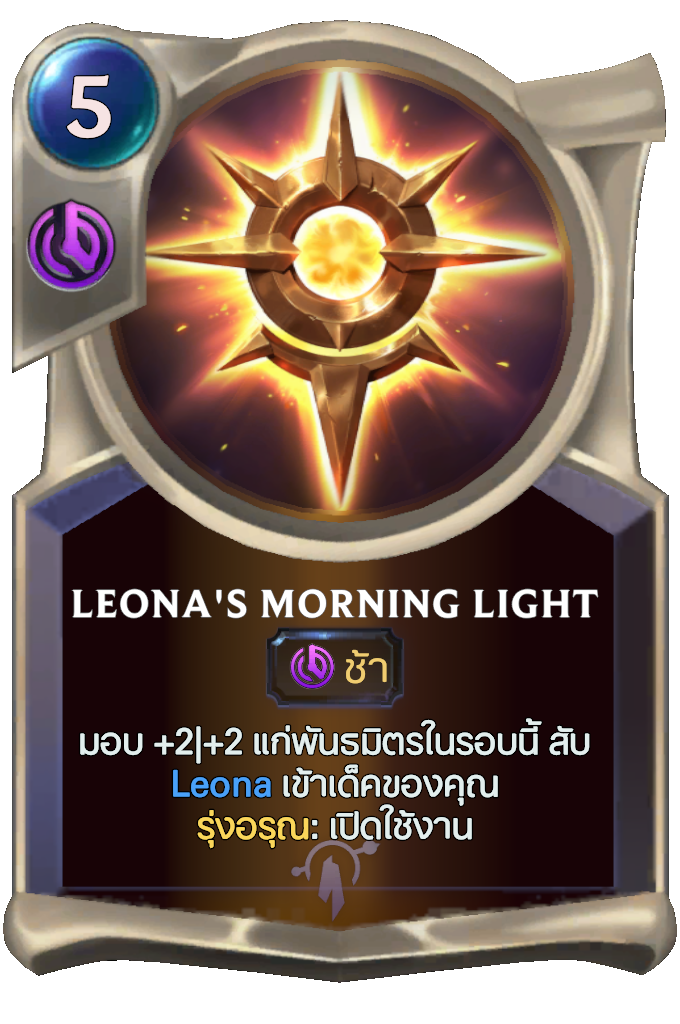 5
LEONA'S MORNING LIGHT
ช้า
มอบ +2|+2 แก่พันธมิตรในรอบนี้ สับ
Leona เข้าเด็คของคุณ
รุ่งอรุณ: เปิดใช้งาน